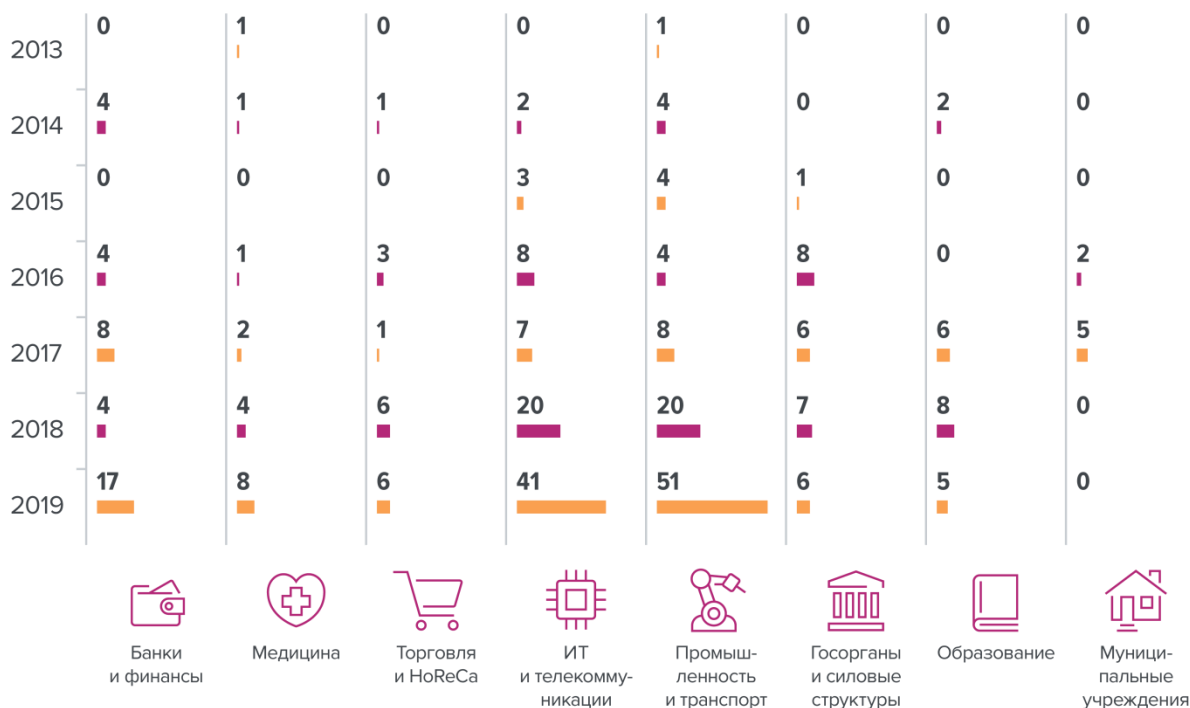 0 1 0 0 1 0 0 0
2013
4 1 1 2 4 0 2 0
2014
0 0 0 3 4 1 0 0
2015
4 1 3 8 4 8 0 2
2016
8 2 1 7 8 6 6 5
2017
4 4 6 20 20 7 8 0
2018
17 8 6 41 51 6 5 0
2019
Банки
и финансы
Медицина
Торговля
и HoReCa
ИТ
и телекомму-
никации
Промыш-
ленность
и транспорт
Госорганы
и силовые
структуры
Образование
Муници-
пальные
учреждения